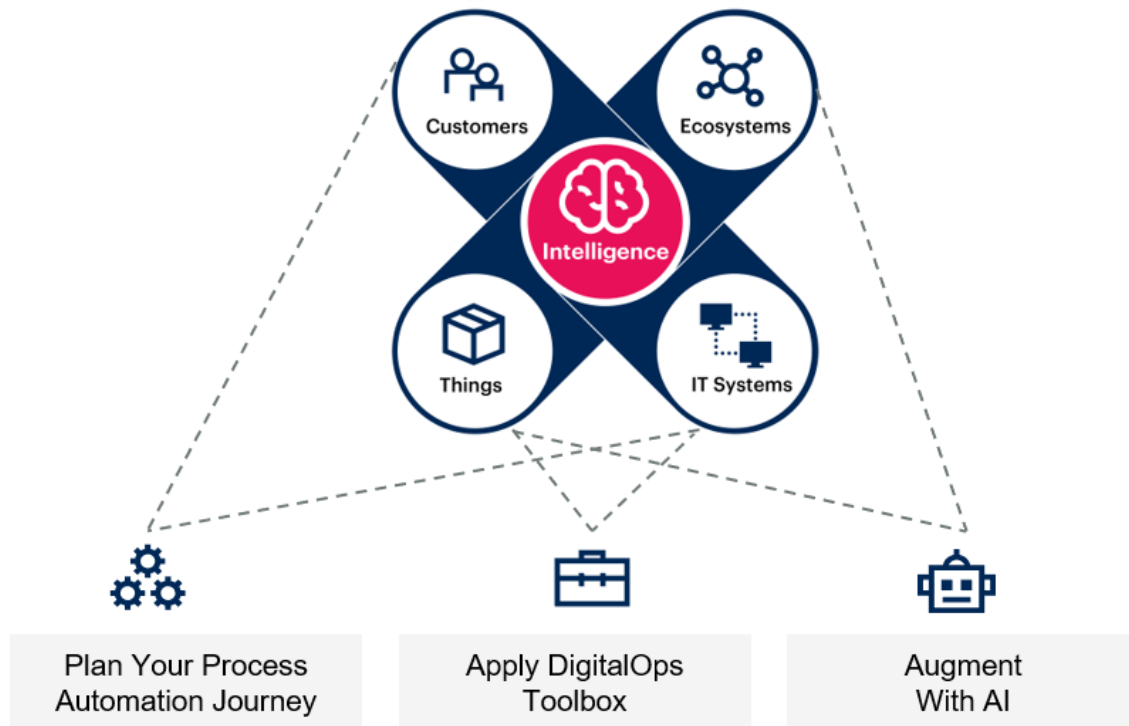 Customers
Ecosystems
Intelligence
Things
IT Systems
Plan Your Process
Automation Journey
Apply DigitalOps
Toolbox
Augment
With AI